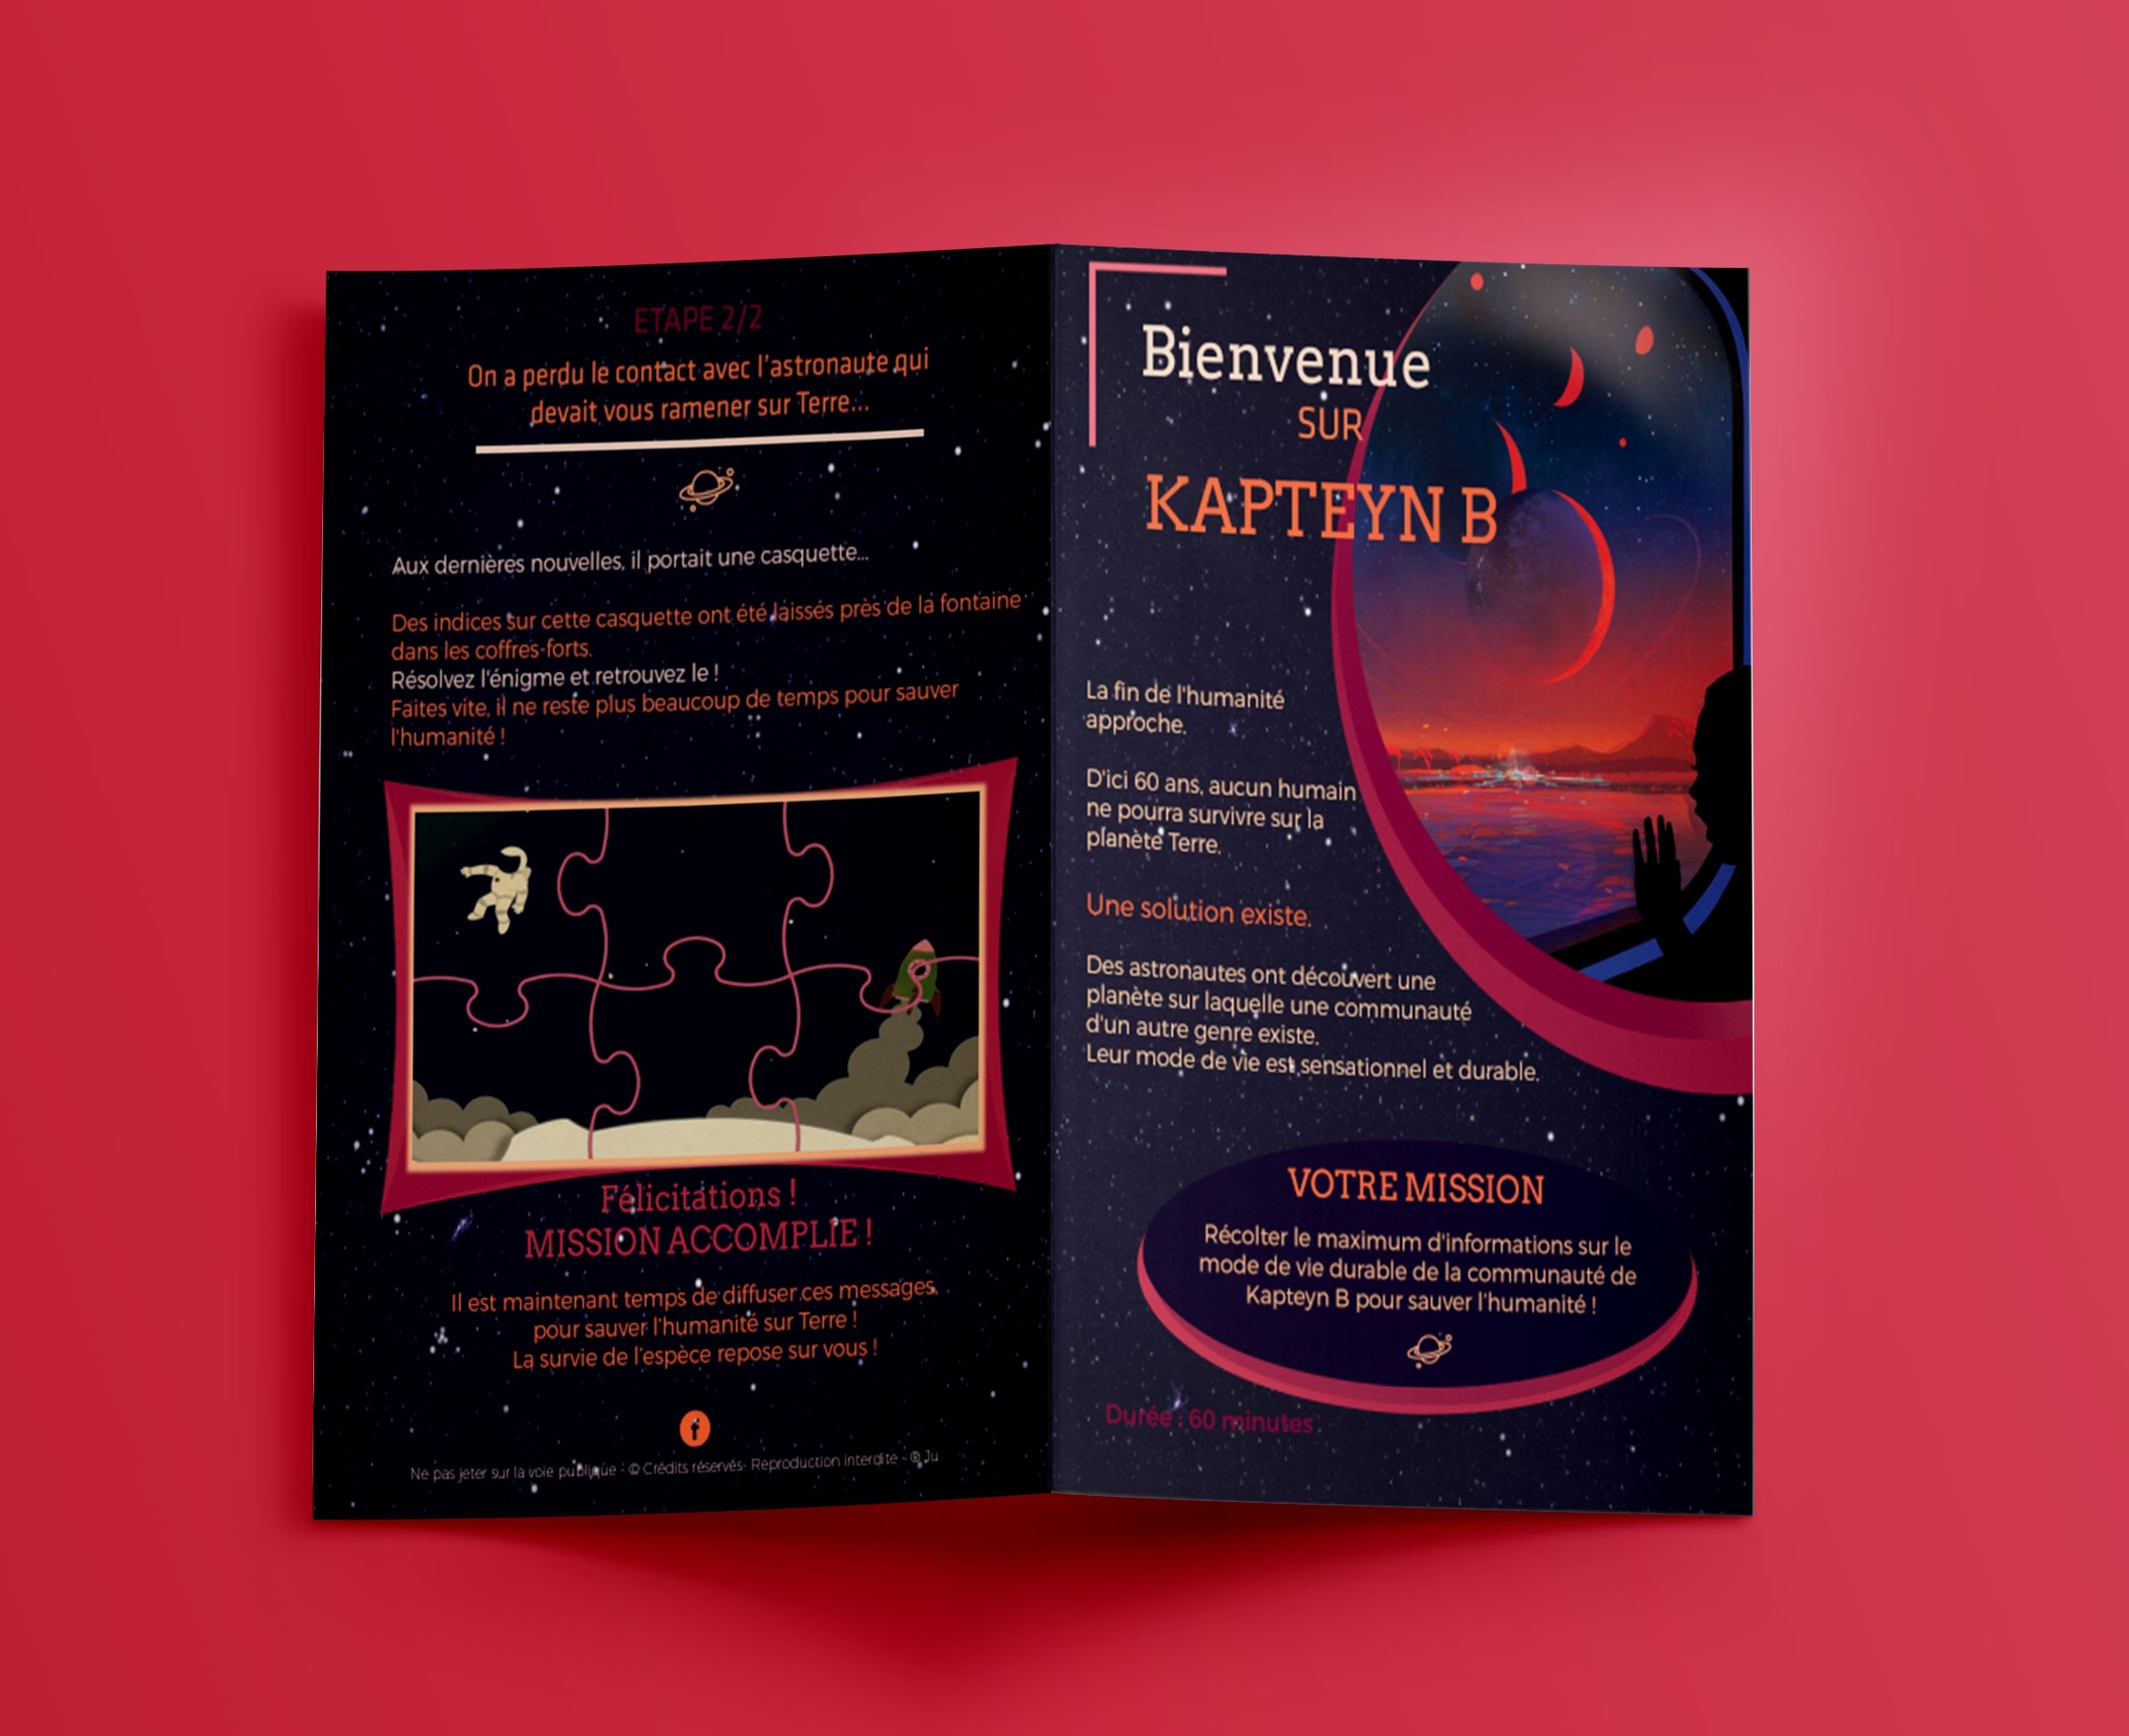 ETAPE 2/2
On a perdu le contact avec l'astronaute qui
devait vous ramener sur Terre...
Aux dernières nouvelles, il portait une casquette...
Des indices sur cette casquette ont été laissés près de la fontaine
dans les coffres-forts.
Résolvez l'énigme et retrouvez le !
Faites vite, il ne reste plus beaucoup de temps pour sauver
l'humanité !
Félicitations !
MISSION ACCOMPLIE !
Il est maintenant temps de diffuser ces messages,
pour sauver l'humanité sur Terre !
La survie de l'espèce repose sur vous !
f
Ne pas jeter sur la voie publique - © Crédits réservés- Reproduction interdite - ® Ju
Bienvenue
SUR
KAPTEYN B
La fin de l'humanité
approche.
D'ici 60 ans, aucun humain
ne pourra survivre sur la
planète Terre.
Une solution existe.
Des astronautes ont découvert une
planète sur laquelle une communauté
d'un autre genre existe.
Leur mode de vie est sensationnel et durable.
VOTRE MISSION
Récolter le maximum d'informations sur le
mode de vie durable de la communauté de
Kapteyn B pour sauver l'humanité !
Durée : 60 minutes